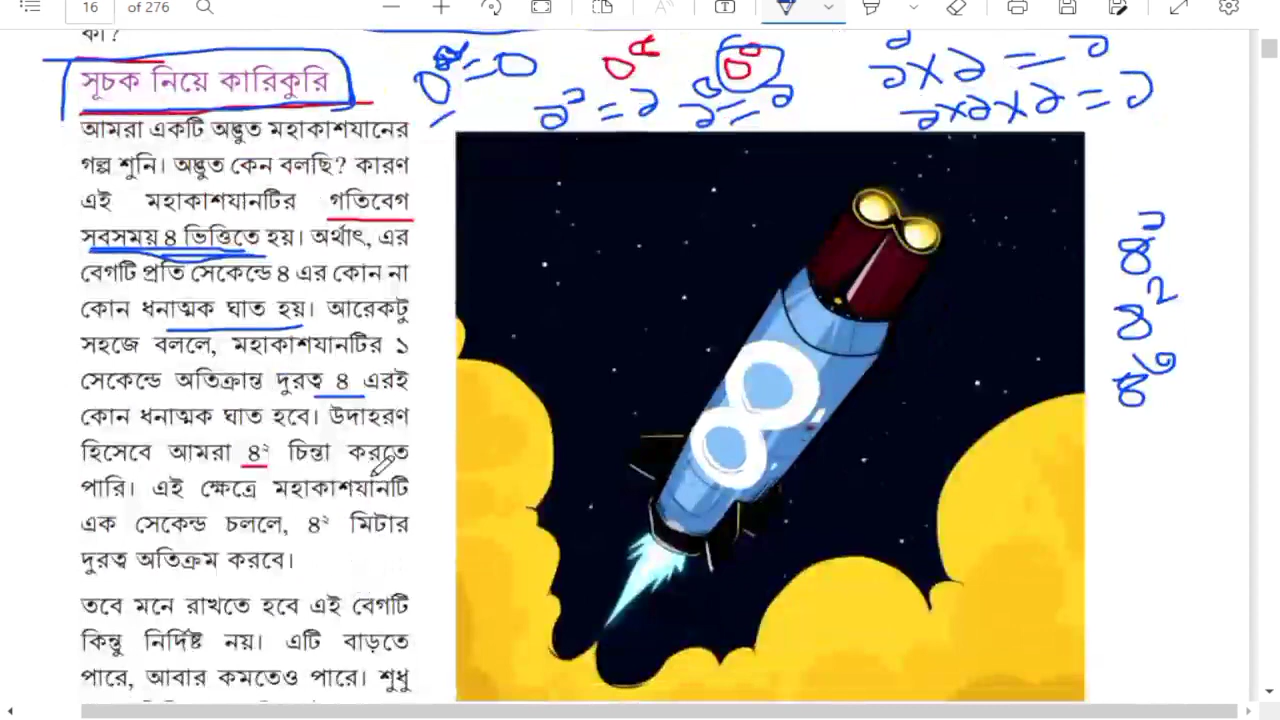 16 of 276
কী?
সূচক নিয়ে কারিকুরি
আমরা একটি অদ্ভুত মহাকাশযানের
গল্প শুনি। অদ্ভুত কেন বলছি? কারণ
এই মহাকাশযানটির গতিবেগ
সবসময় ৪ ভিত্তিতে হয়। অর্থাৎ, এর
বেগটি প্রতি সেকেন্ডে ৪ এর কোন না
কোন ধনাত্মক ঘাত হয়। আরেকটু
সহজে বললে, মহাকাশযানটির ১
সেকেন্ডে অতিক্রান্ত দুরত্ব ৪ এরই
কোন ধনাত্মক ঘাত হবে। উদাহরণ
হিসেবে আমরা ৪² চিন্তা করতে
পারি। এই ক্ষেত্রে মহাকাশযানটি
এক সেকেন্ড চললে, ৪² মিটার
দুরত্ব অতিক্রম করবে।
তবে মনে রাখতে হবে এই বেগটি
কিন্তু নির্দিষ্ট নয়। এটি বাড়তে
পারে, আবার কমতেও পারে। শুধু